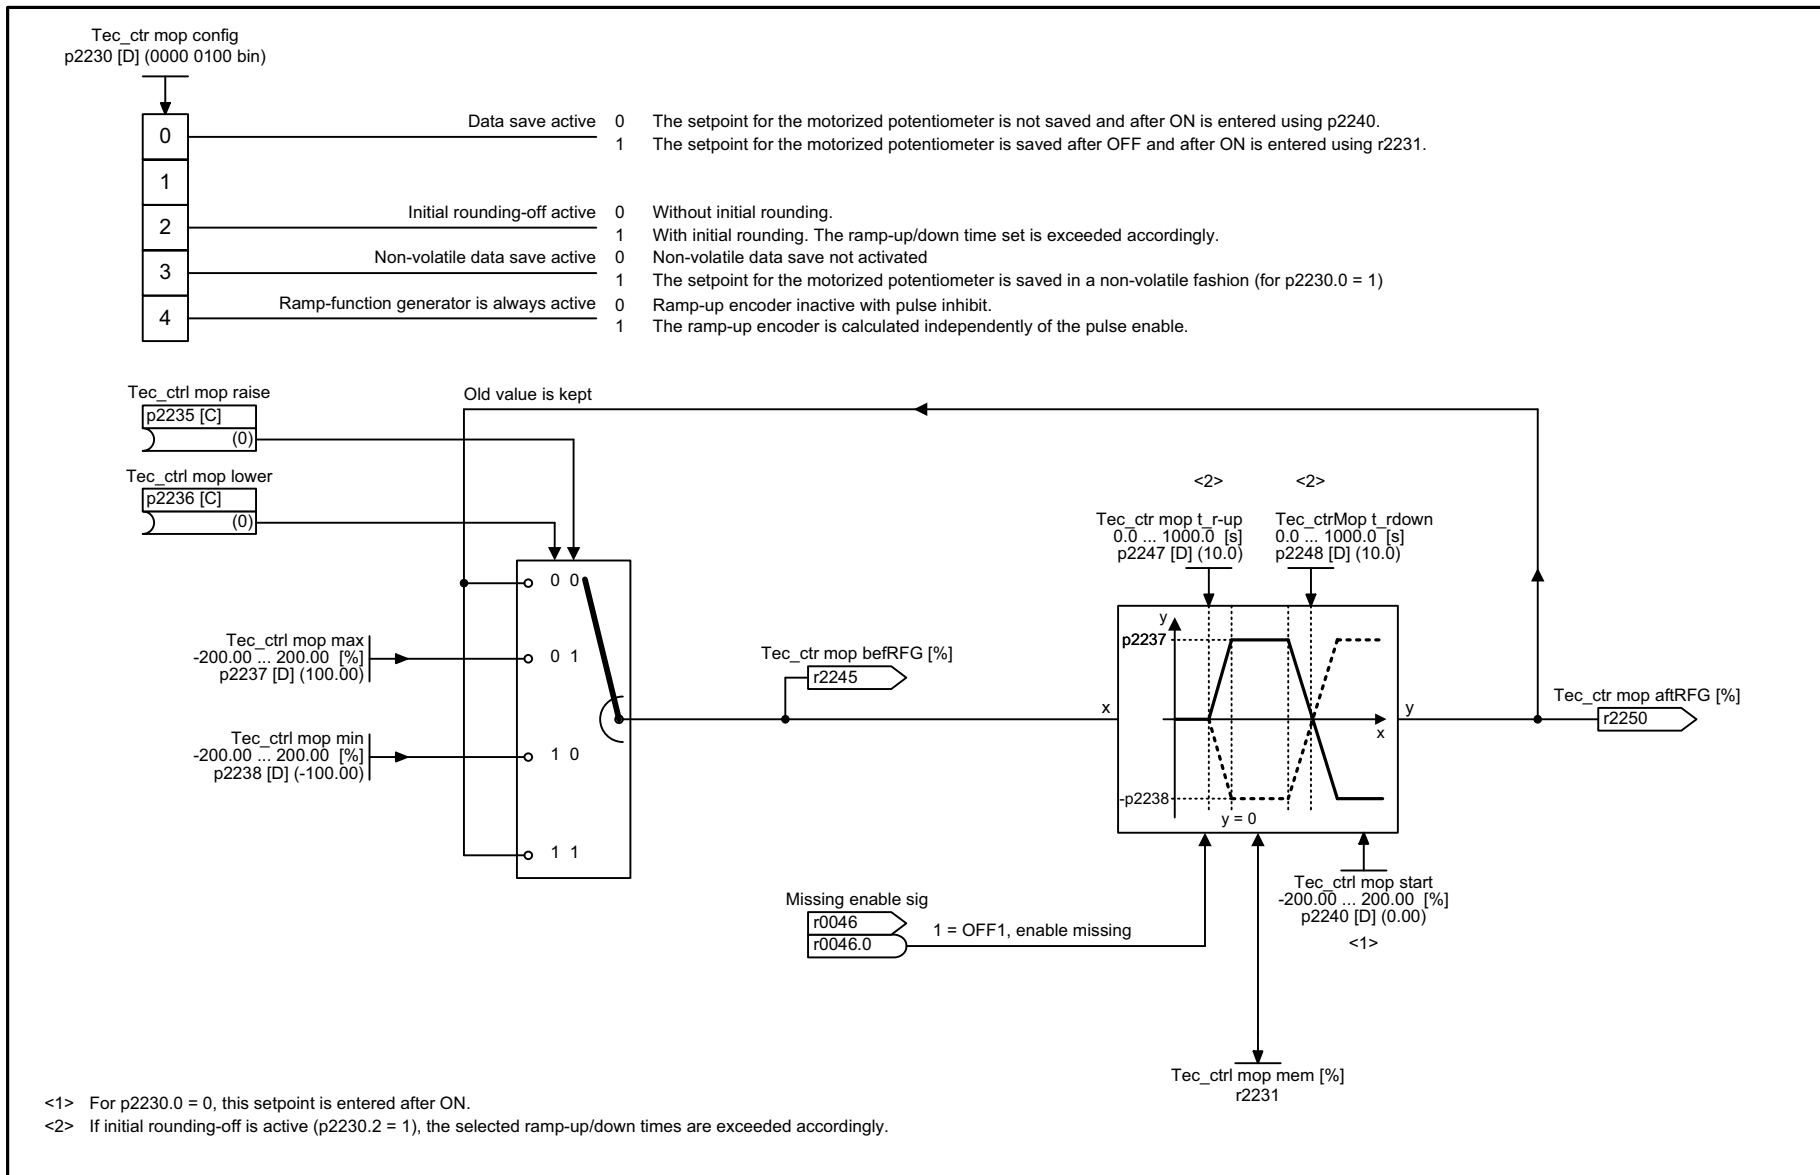 Tec_ctr mop config
p2230 [D] (0000 0100 bin)
0
1
2
3
4
Data save active 0 The setpoint for the motorized potentiometer is not saved and after ON is entered using p2240.
1 The setpoint for the motorized potentiometer is saved after OFF and after ON is entered using r2231.
Initial rounding-off active 0 Without initial rounding.
1 With initial rounding. The ramp-up/down time set is exceeded accordingly.
Non-volatile data save active 0 Non-volatile data save not activated
1 The setpoint for the motorized potentiometer is saved in a non-volatile fashion (for p2230.0 = 1)
Ramp-function generator is always active 0 Ramp-up encoder inactive with pulse inhibit.
1 The ramp-up encoder is calculated independently of the pulse enable.
Tec_ctrl mop raise
p2235 [C]
(0)
Tec_ctrl mop lower
p2236 [C]
(0)
Old value is kept
0 0
0 1
1 0
1 1
Tec_ctrl mop max
-200.00 ... 200.00 [%]
p2237 [D] (100.00)
Tec_ctrl mop min
-200.00 ... 200.00 [%]
p2238 [D] (-100.00)
Tec_ctr mop befRFG [%]
r2245
<2>
<2>
Tec_ctr mop t_r-up
0.0 ... 1000.0 [s]
p2247 [D] (10.0)
Tec_ctrMop t_rdown
0.0 ... 1000.0 [s]
p2248 [D] (10.0)
y
p2237
x
x
y
-p2238
y = 0
Tec_ctr mop aftRFG [%]
r2250
Missing enable sig
r0046
r0046.0
1 = OFF1, enable missing
Tec_ctrl mop start
-200.00 ... 200.00 [%]
p2240 [D] (0.00)
<1>
Tec_ctrl mop mem [%]
r2231
<1> For p2230.0 = 0, this setpoint is entered after ON.
<2> If initial rounding-off is active (p2230.2 = 1), the selected ramp-up/down times are exceeded accordingly.